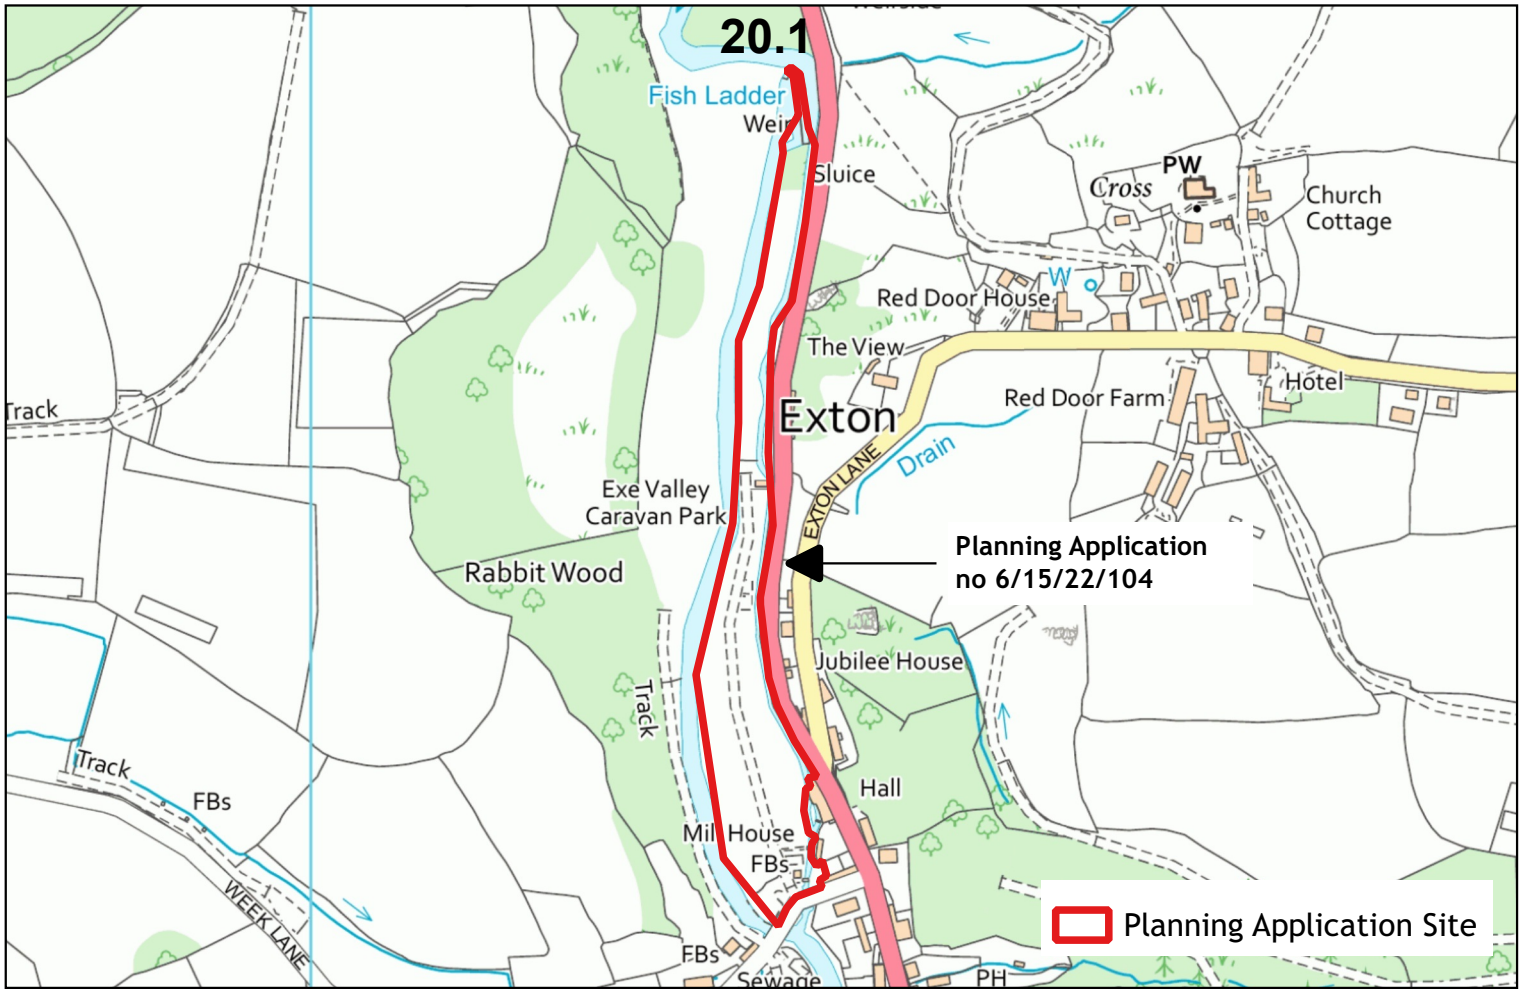 20.1
Fish Ladder
Weir
Sluice
PW
Cross
Church
Cottage
W
Red Door House
The View
Hotel
Track
Red Door Farm
Exton
Drain
EXTON LANE
Exe Valley
Caravan Park
Planning Application
no 6/15/22/104
Rabbit Wood
Jubilee House
Track
Track
Hall
FBs
Mill House
FBs
WEEK LANE
Planning Application Site
FBs
Sewage
PH